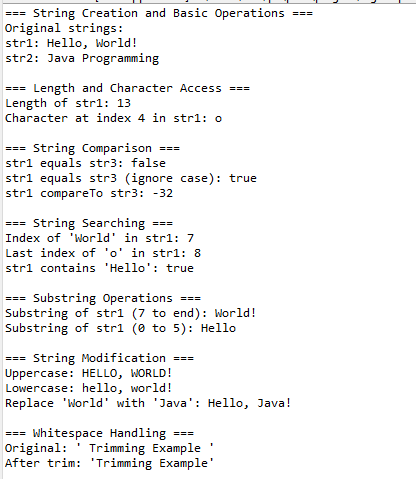 === String Creation and Basic Operations ===
Original strings:
str1: Hello, World!
str2: Java Programming

=== Length and Character Access ===
Length of str1: 13
Character at index 4 in str1: o

=== String Comparison ===
str1 equals str3: false
str1 equals str3 (ignore case): true
str1 compareTo str3: -32

=== String Searching ===
Index of 'World' in str1: 7
Last index of 'o' in str1: 8
str1 contains 'Hello': true

=== Substring Operations ===
Substring of str1 (7 to end): World!
Substring of str1 (0 to 5): Hello

=== String Modification ===
Uppercase: HELLO, WORLD!
Lowercase: hello, world!
Replace 'World' with 'Java': Hello, Java!

=== Whitespace Handling ===
Original: ' Trimming Example '
After trim: 'Trimming Example'